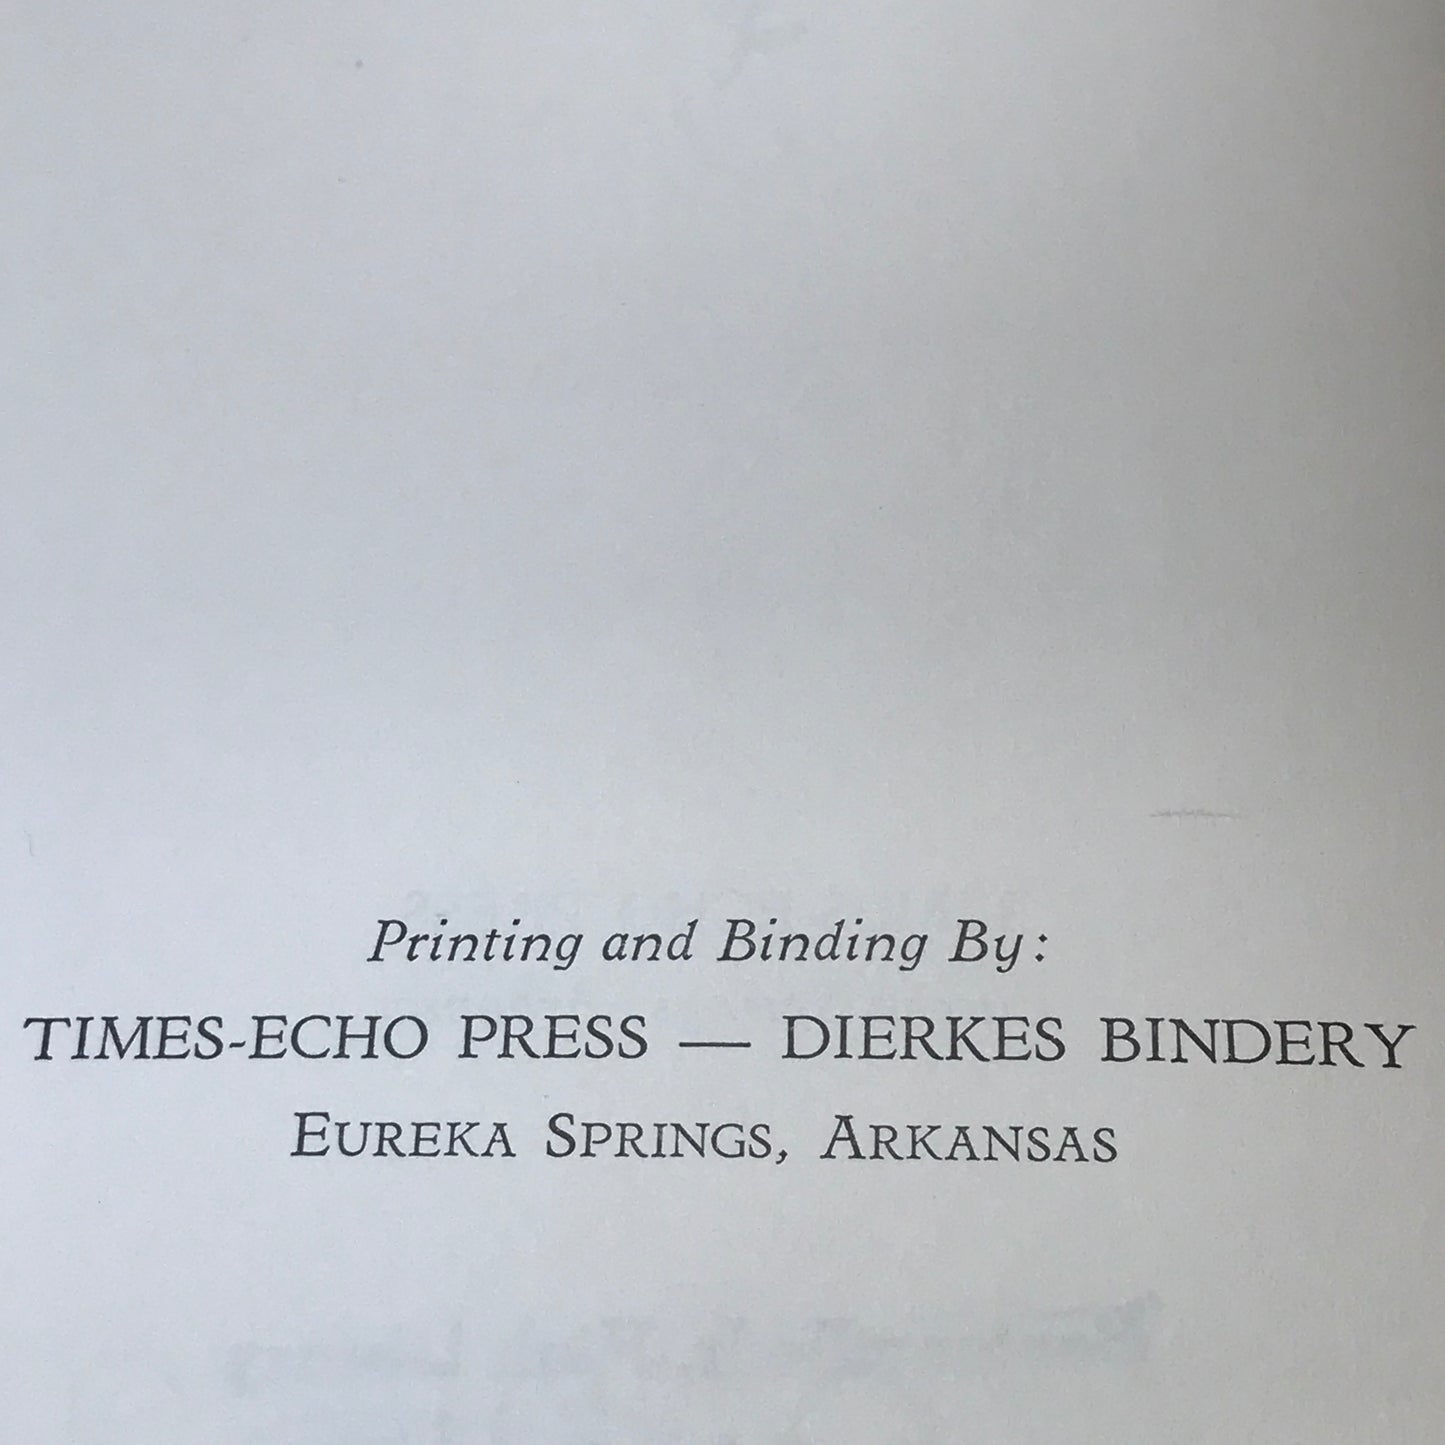 Printing and Binding By:
TIMES-ECHO PRESS — DIERKES BINDERY
EUREKA SPRINGS, ARKANSAS